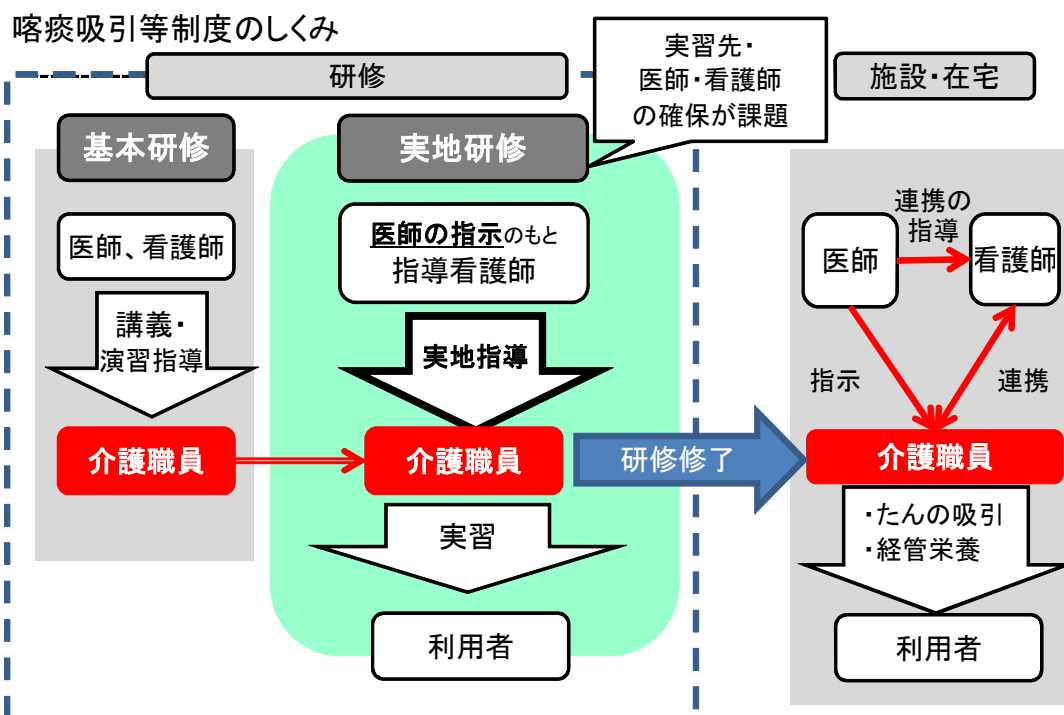 喀痰吸引等制度のしくみ
研修
実習先・
医師・看護師
の確保が課題
施設・在宅
基本研修
医師、看護師
講義・
演習指導
介護職員
実地研修
医師の指示のもと
指導看護師
実地指導
介護職員
実習
利用者
研修修了
連携の
指導
医師
看護師
指示
連携
介護職員
・たんの吸引
・経管栄養
利用者